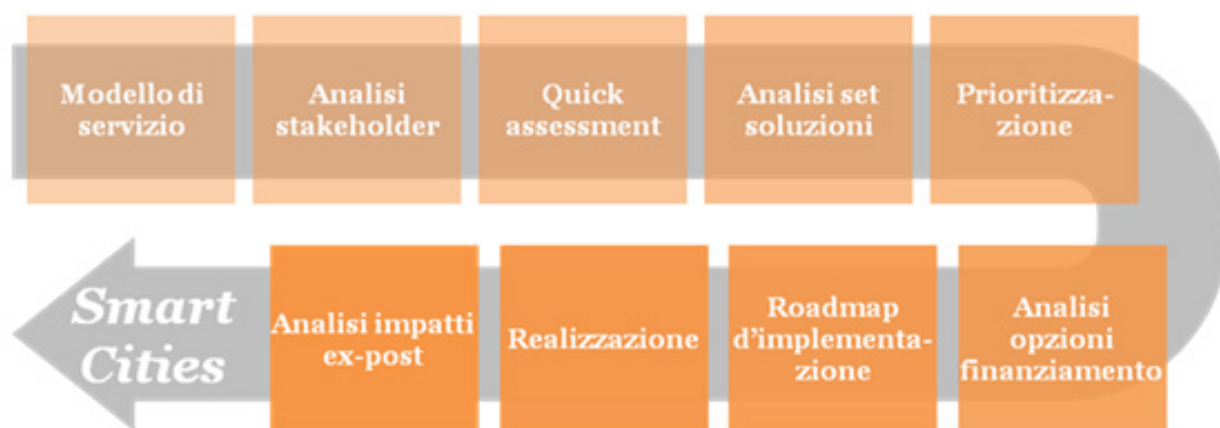 Modello di
servizio
Analisi
stakeholder
Quick
assessment
Analisi set
soluzioni
Prioritizza-
zione
Analisi
opzioni
finanziamento
Roadmap
d'implementa-
zione
Realizzazione
Analisi impatti
ex-post
Smart
Cities